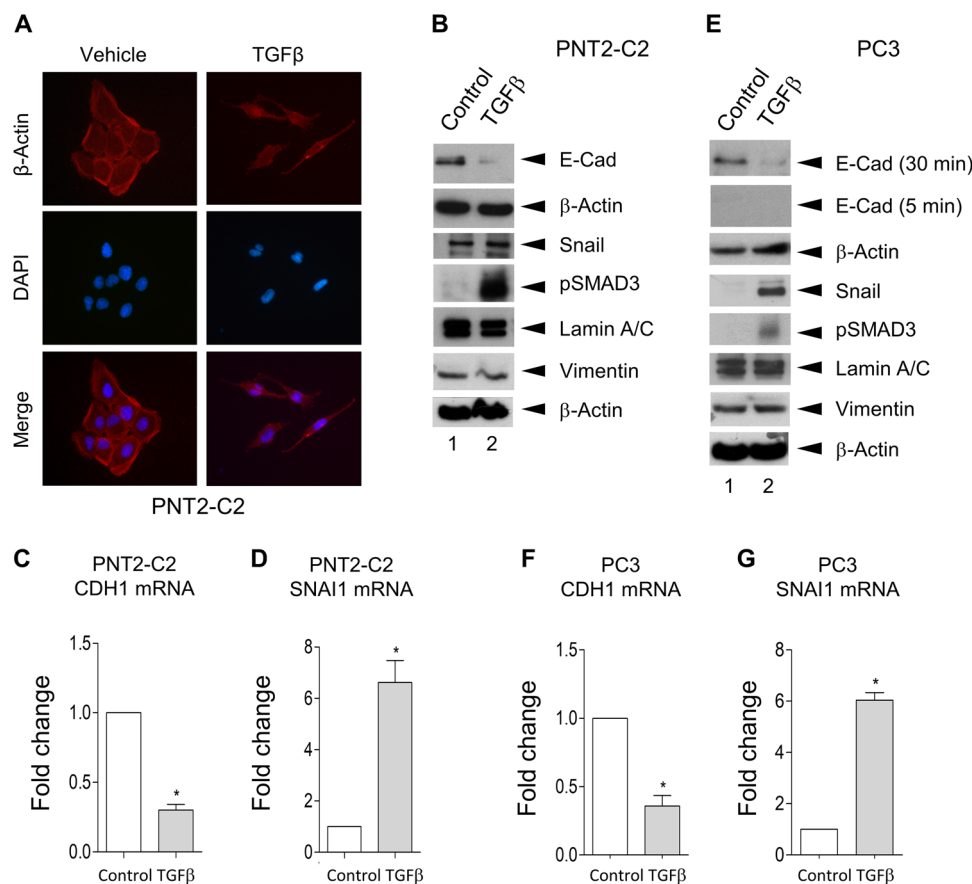 A
Vehicle
TGFβ
β-Actin
DAPI
Merge
PNT2-C2
B
PNT2-C2
Control
TGFβ
E-Cad
β-Actin
Snail
pSMAD3
Lamin A/C
Vimentin
β-Actin
1 2
E
PC3
Control
TGFβ
E-Cad (30 min)
E-Cad (5 min)
β-Actin
Snail
pSMAD3
Lamin A/C
Vimentin
β-Actin
1 2
C
PNT2-C2
CDH1 mRNA
Fold change
1.5
1.0
0.5
0.0
*
Control TGFβ
D
PNT2-C2
SNAI1 mRNA
Fold change
8
6
4
2
0
*
Control TGFβ
F
PC3
CDH1 mRNA
Fold change
1.5
1.0
0.5
0.0
*
Control TGFβ
G
PC3
SNAI1 mRNA
Fold change
8
6
4
2
0
*
Control TGFβ